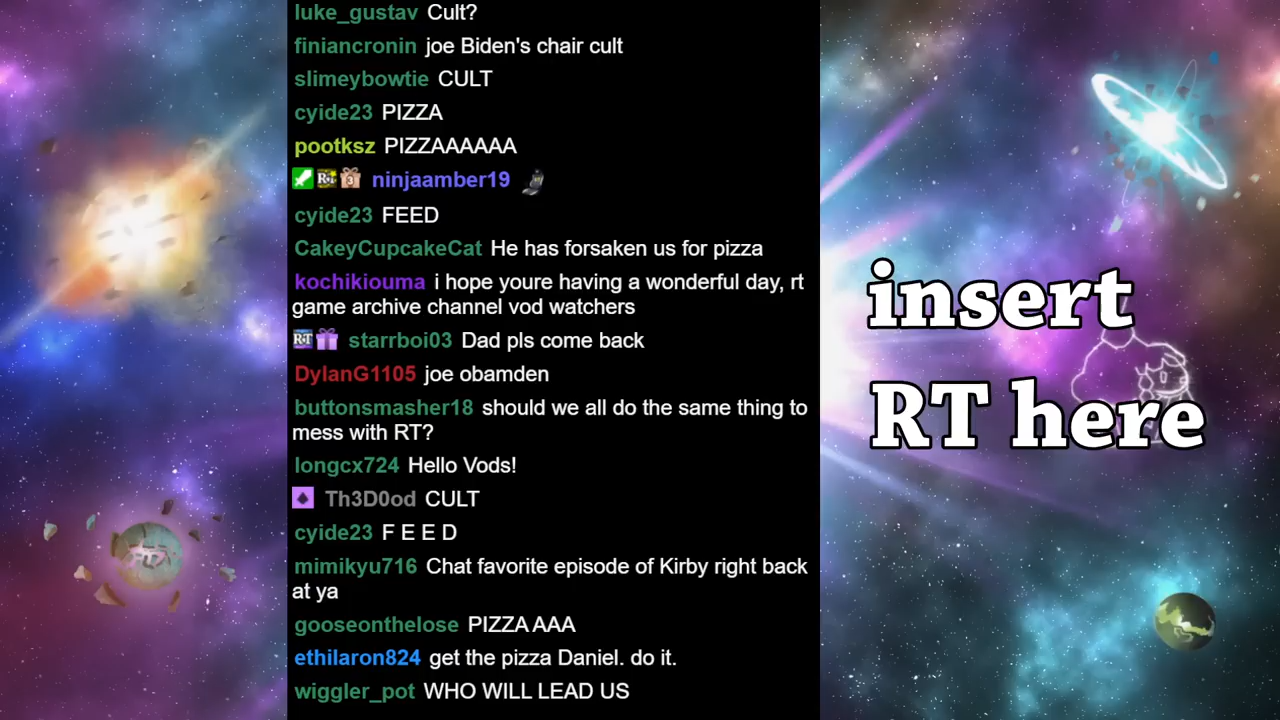 luke_gustav Cult?
finiancronin joe Biden's chair cult
slimeybowtie CULT
cyide23 PIZZA
pootksz PIZZAAAAAA
ninjaamber19
cyide23 FEED
CakeyCupcakeCat He has forsaken us for pizza
kochikiouma i hope youre having a wonderful day, rt
game archive channel vod watchers
RT starrboi03 Dad pls come back
DylanG1105 joe obamden
buttonsmasher18 should we all do the same thing to
mess with RT?
longcx724 Hello Vods!
Th3D0od CULT
cyide23 F E E D
mimikyu716 Chat favorite episode of Kirby right back
at ya
gooseonthelose PIZZA AAA
ethilaron824 get the pizza Daniel. do it.
wiggler_pot WHO WILL LEAD US
insert
RT here